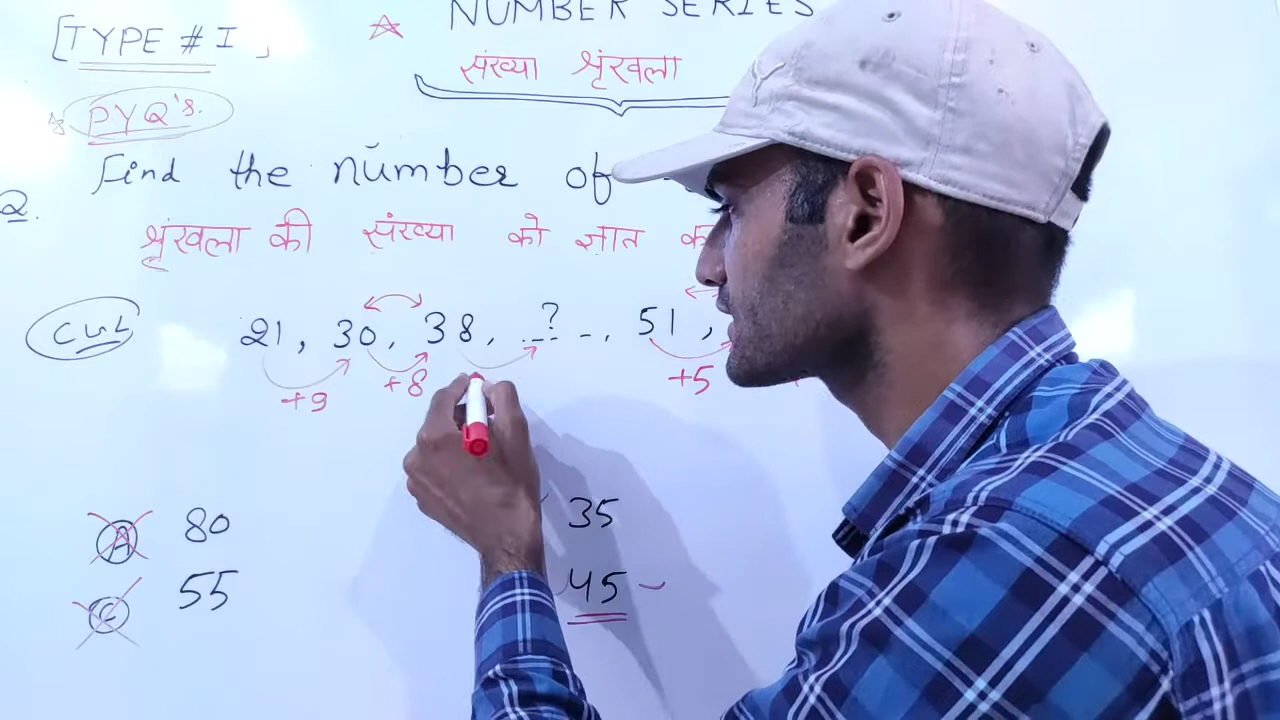 [TYPE # I,
NUMBER SERIES
संख्या श्रृंखला
PYQ's.
Q. Find the number of
श्रृंखला की संख्या को ज्ञात
CUL 21, 30, 38, ?, 51,
+9 +8 +5
A 80
35
C 55
45